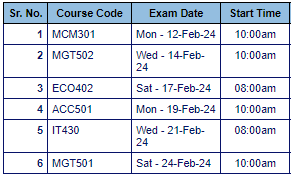 Sr. No. Course Code Exam Date Start Time
1 MCM301 Mon - 12-Feb-24 10:00am
2 MGT502 Wed - 14-Feb-
24 10:00am
3 ECO402 Sat - 17-Feb-24 08:00am
4 ACC501 Mon - 19-Feb-24 10:00am
5 IT430 Wed - 21-Feb-
24 08:00am
6 MGT501 Sat - 24-Feb-24 10:00am